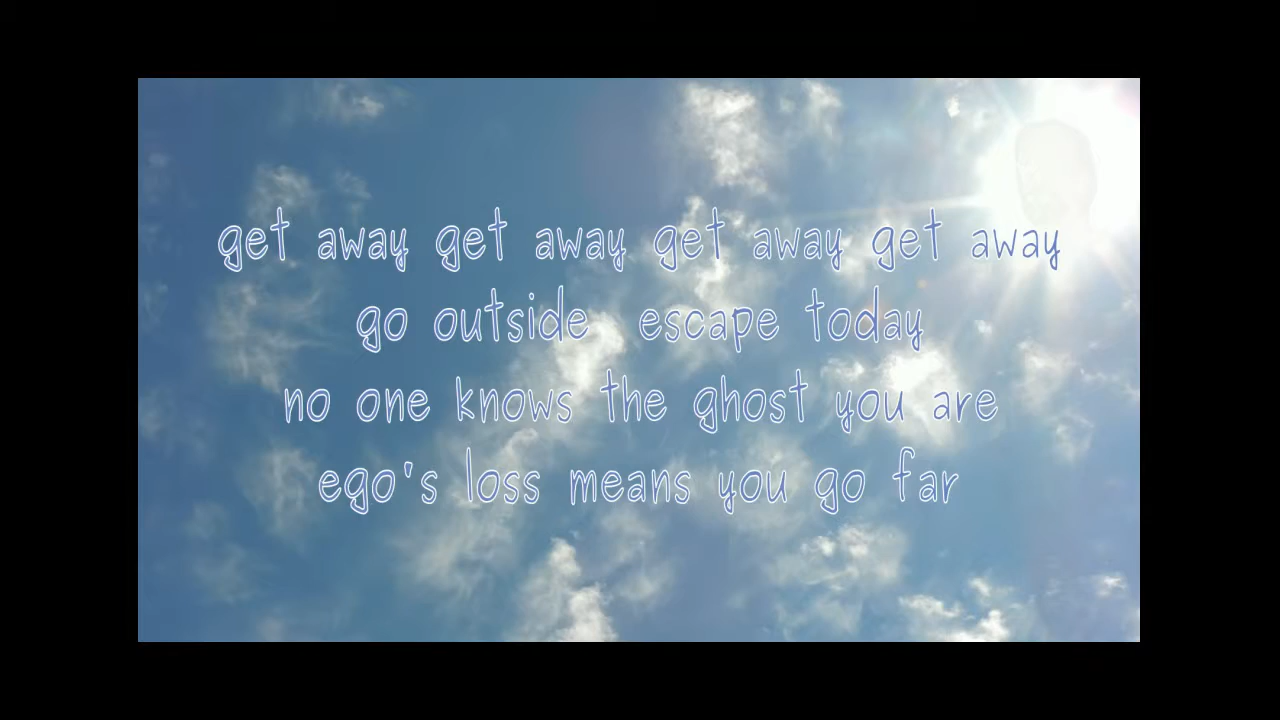 get away get away get away get away
go outside  escape today
no one knows the ghost you are
ego's loss means you go far